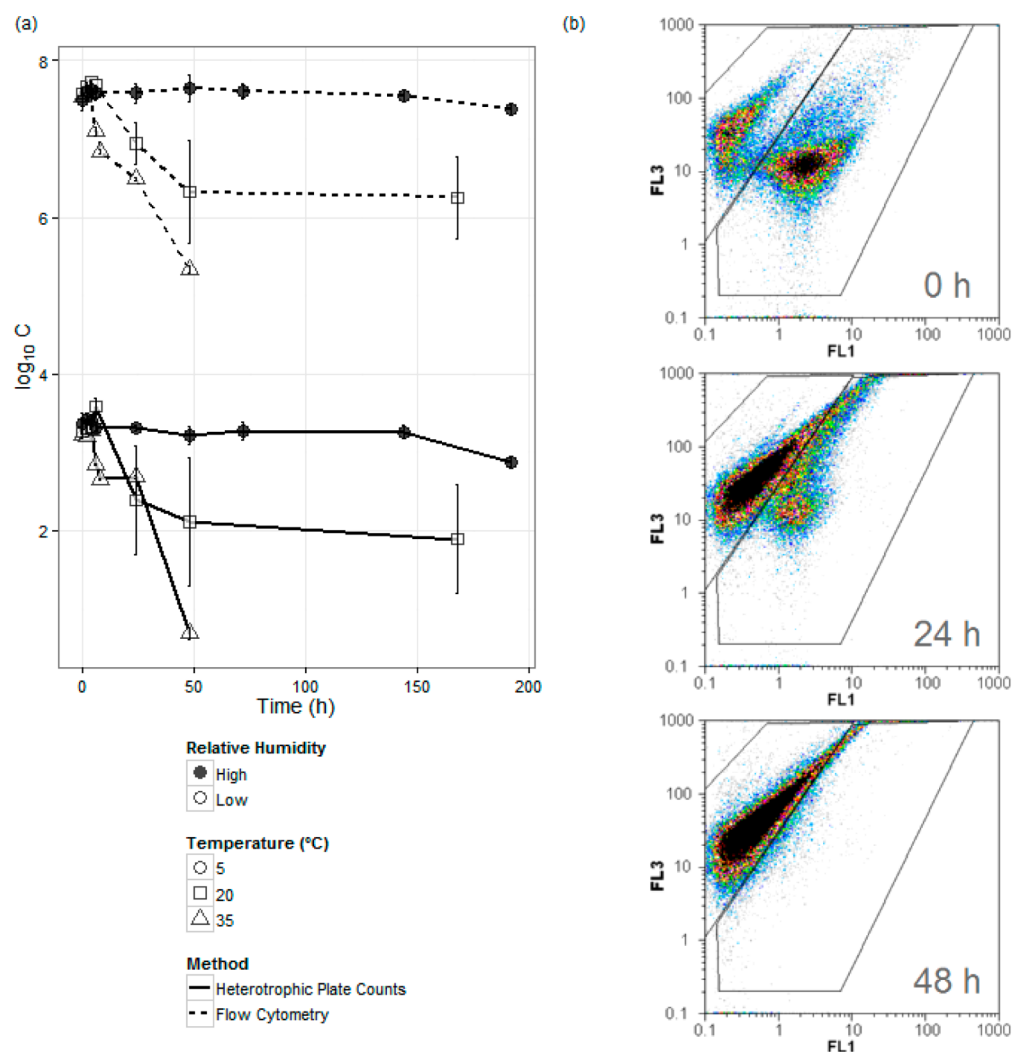 (a)
8
6
4
2
log₁₀ C
0
50
100
150
200
Time (h)
Relative Humidity
High
Low
Temperature (ºC)
5
20
35
Method
Heterotrophic Plate Counts
Flow Cytometry
(b)
1000
100
10
1
0.1
FL3
0.1
1
10
100
1000
FL1
0 h
1000
100
10
1
0.1
FL3
0.1
1
10
100
1000
FL1
24 h
1000
100
10
1
0.1
FL3
0.1
1
10
100
1000
FL1
48 h